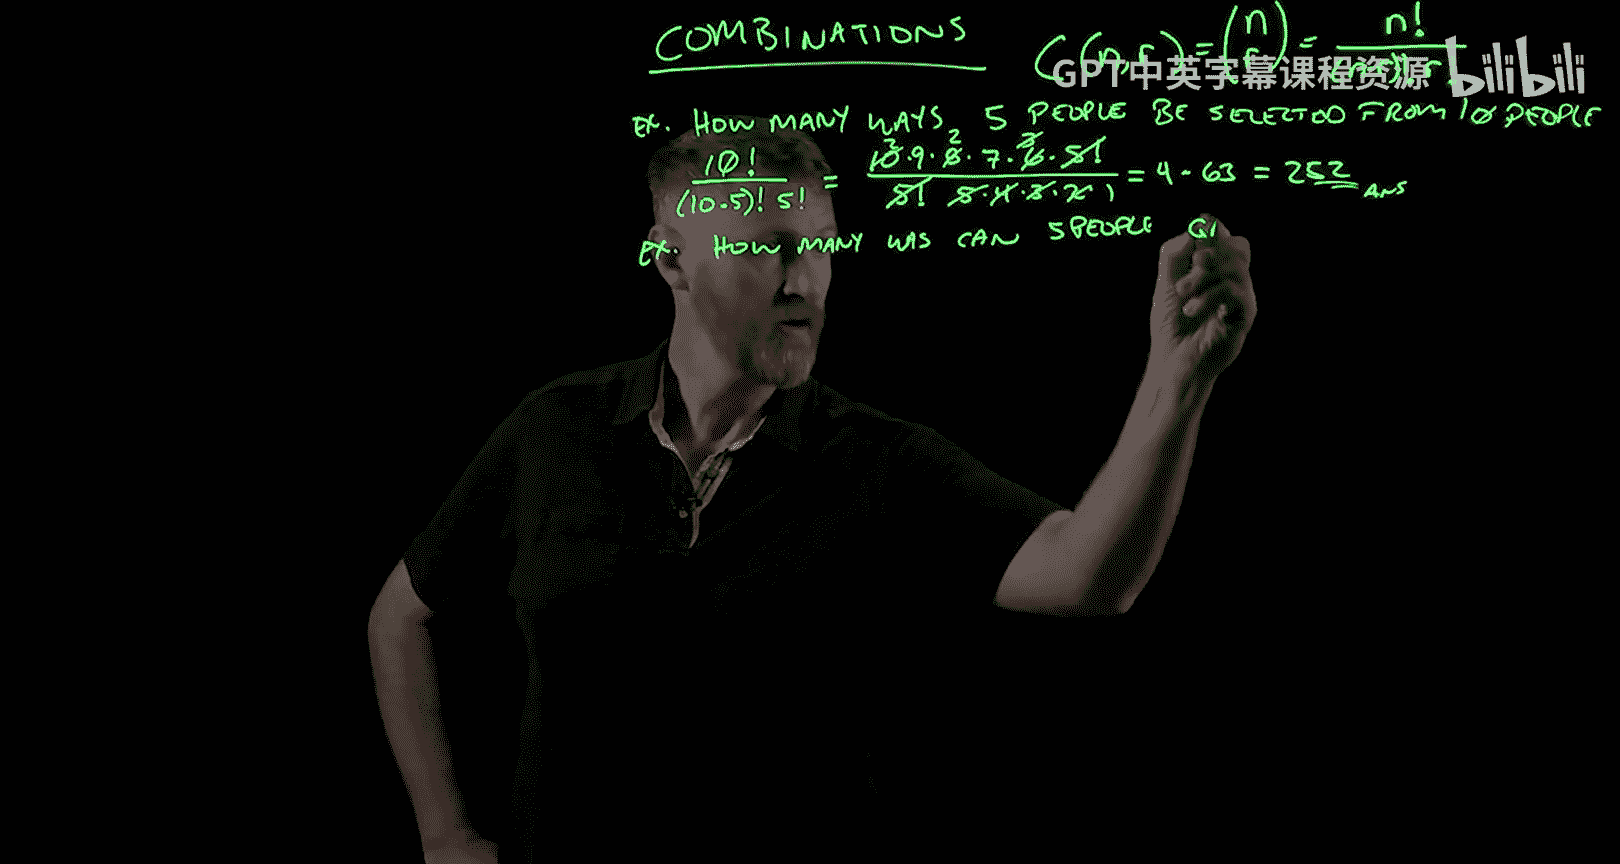 COMBINATIONS C(n,r) = (n r) = n! / (n-r)! r!
GPT中英字幕课程资源 bilibili
EX. HOW MANY WAYS, 5 PEOPLE BE SELECTED FROM 10 PEOPLE
10! / (10-5)! 5! = 10·9·8·7·6·5! / 5! 5·4·3·2·1 = 4·63 = 252 ANS
EX. HOW MANY WAS CAN 5 PEOPLE